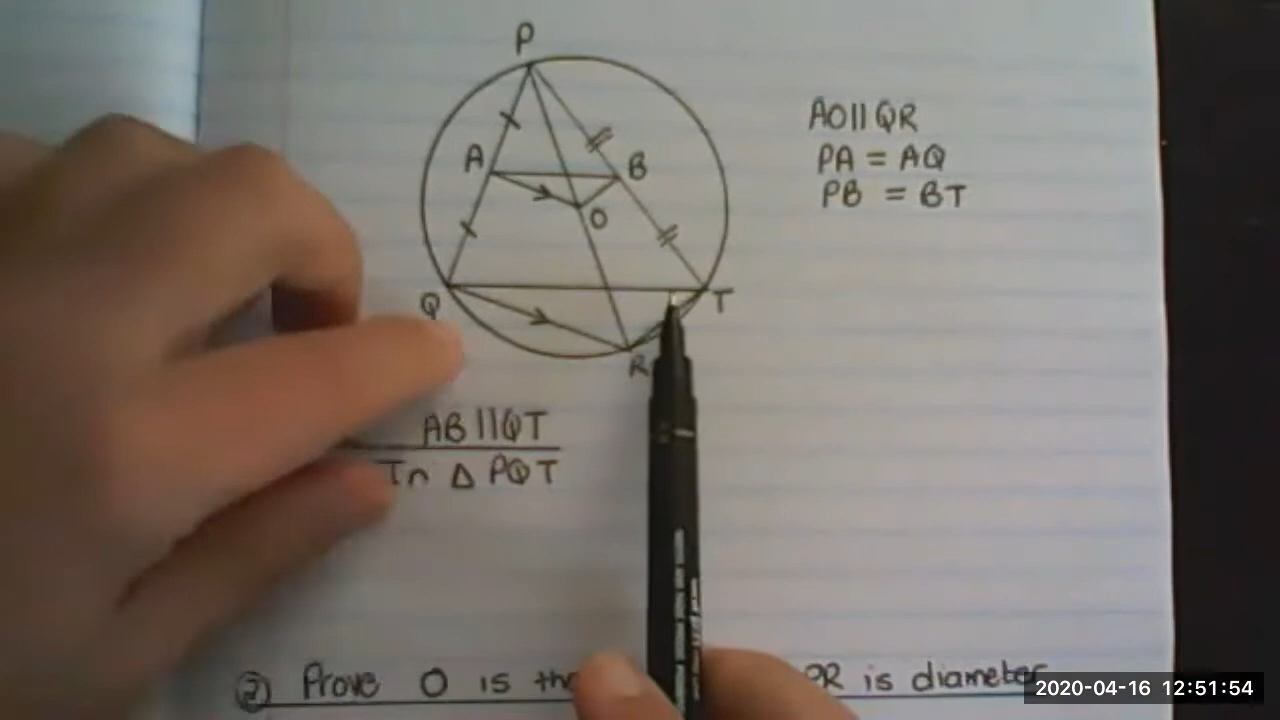 P
A
B
O
Q
T
R
AO||QR
PA = AQ
PB = BT
AB||QT
In Δ PQT
② Prove O is the PR is diameter
2020-04-16 12:51:54